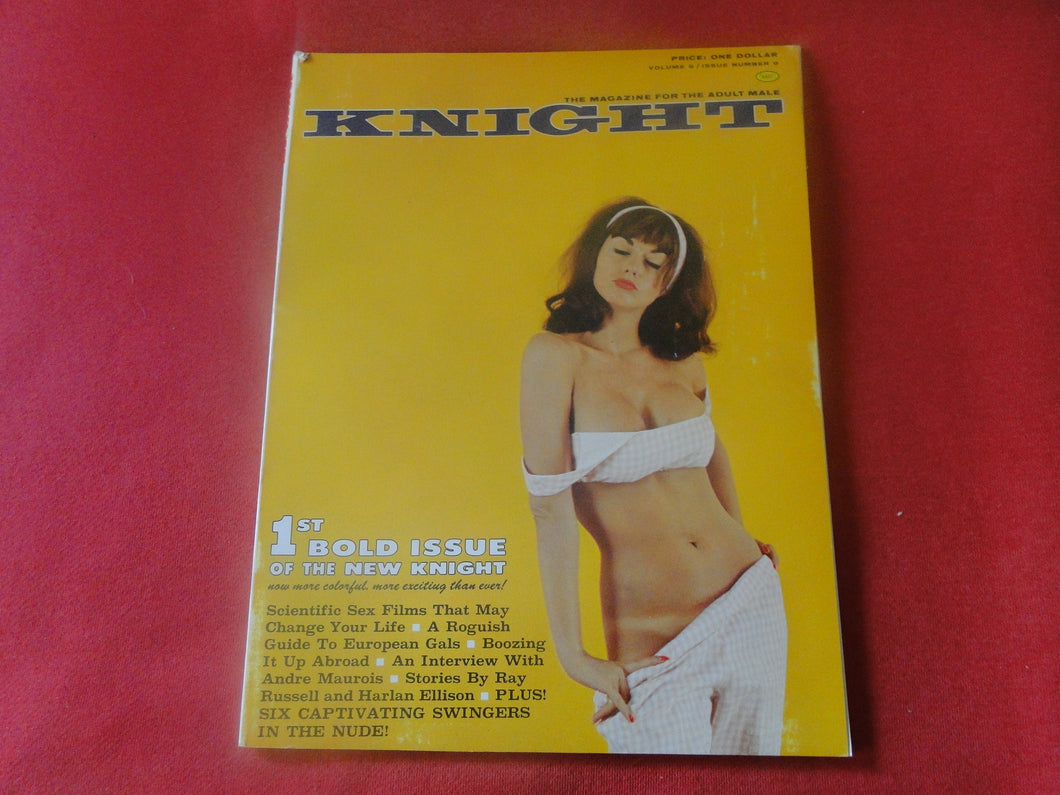 PRICE: ONE DOLLAR
THE MAGAZINE FOR THE ADULT MALE
KNIGHT
1ST
BOLD ISSUE
OF THE NEW KNIGHT
now more colorful, more exciting than ever!
Scientific Sex Films That May
Change Your Life ■ A Roguish
Guide To European Gals ■ Boozing
It Up Abroad ■ An Interview With
Andre Maurois ■ Stories By Ray
Russell and Harlan Ellison ■ PLUS!
SIX CAPTIVATING SWINGERS
IN THE NUDE!